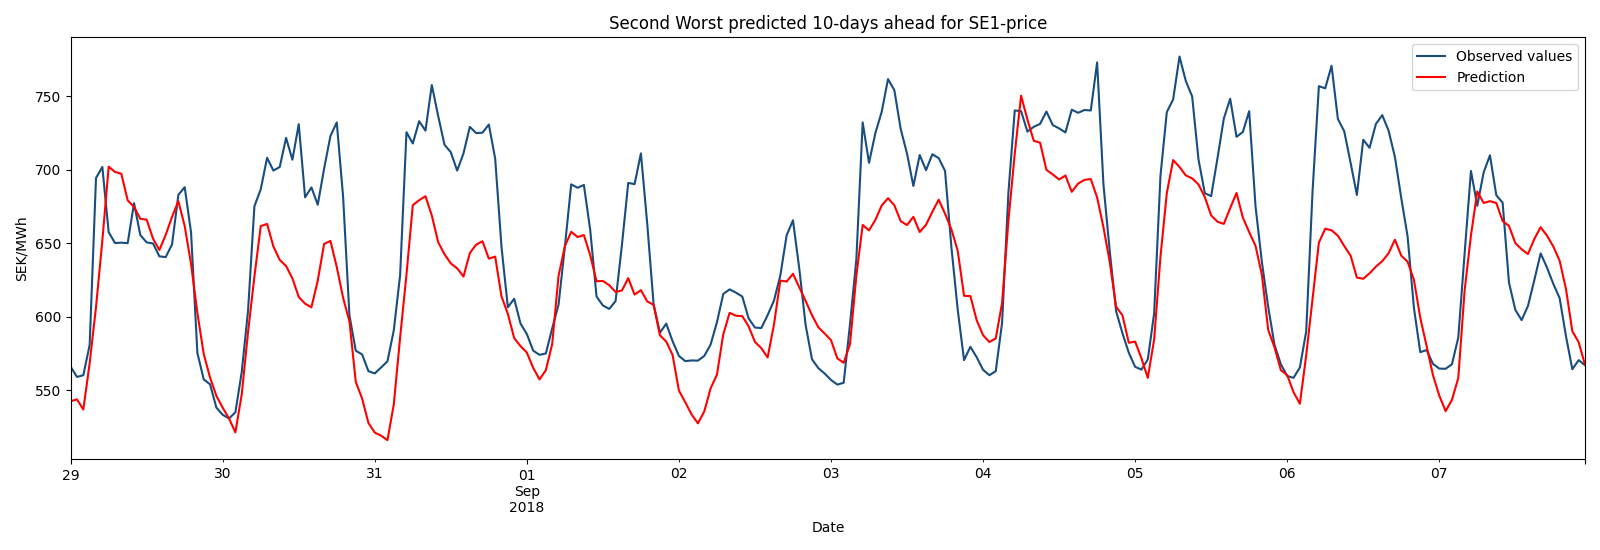 Second Worst predicted 10-days ahead for SE1-price
Observed values
Prediction
SEK/MWh
750
700
650
600
550
29
30
31
01
02
03
04
05
06
07
Sep
2018
Date